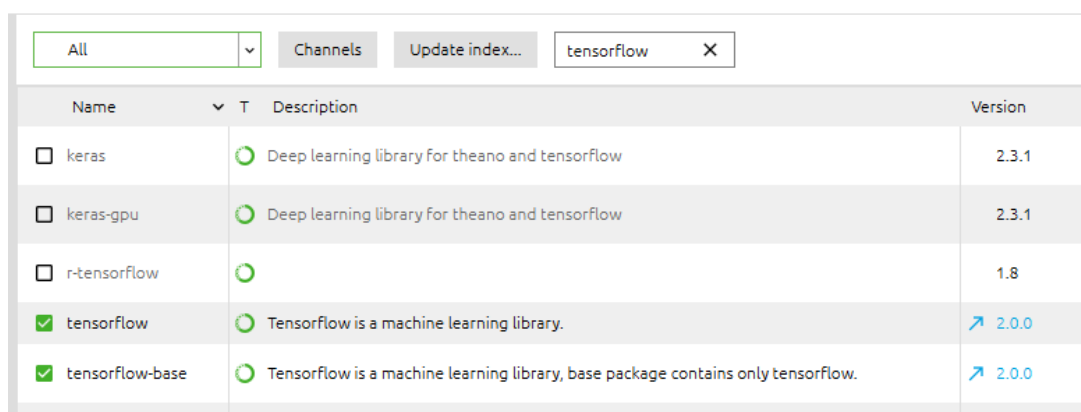 All Channels Update index... tensorflow
Name T Description Version
keras Deep learning library for theano and tensorflow 2.3.1
keras-gpu Deep learning library for theano and tensorflow 2.3.1
r-tensorflow 1.8
tensorflow Tensorflow is a machine learning library. 2.0.0
tensorflow-base Tensorflow is a machine learning library, base package contains only tensorflow. 2.0.0